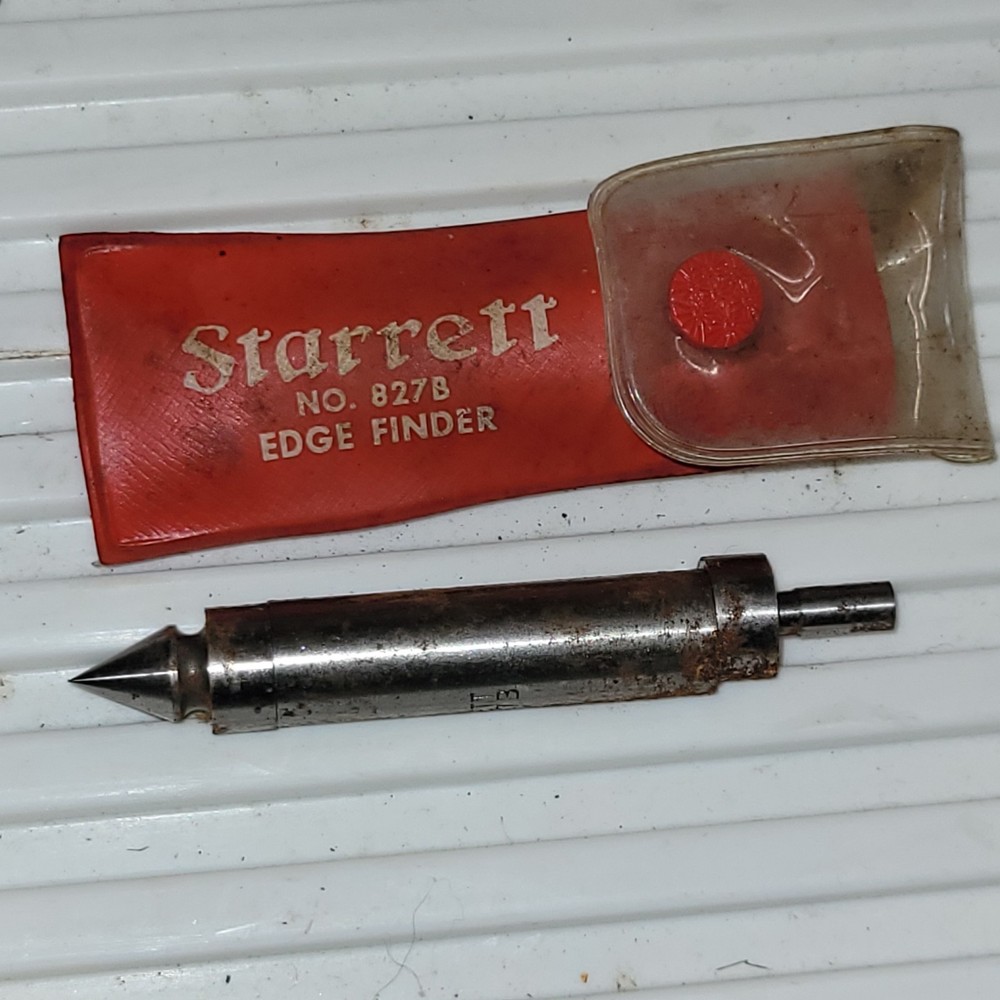 Starrett
NO. 827B
EDGE FINDER